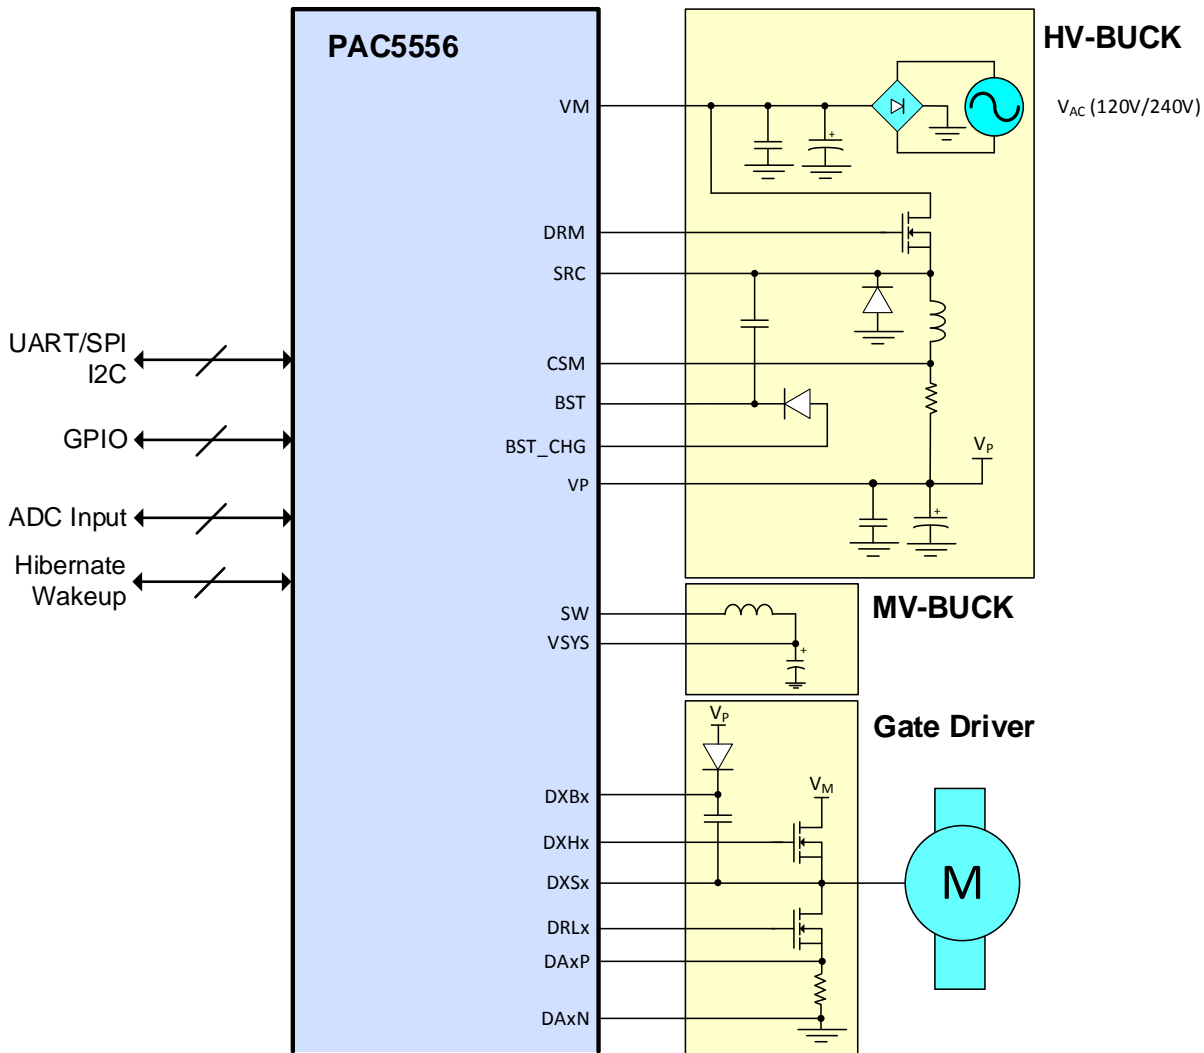 PAC5556
HV-BUCK
VM
VAC (120V/240V)
+
DRM
SRC
UART/SPI
I2C
CSM
BST
GPIO
BST_CHG
VP
VP
+
ADC Input
Hibernate
Wakeup
SW
VSYS
MV-BUCK
+
VP
Gate Driver
DXBx
VM
DXHx
DXSx
M
DRLx
DAxP
DAxN